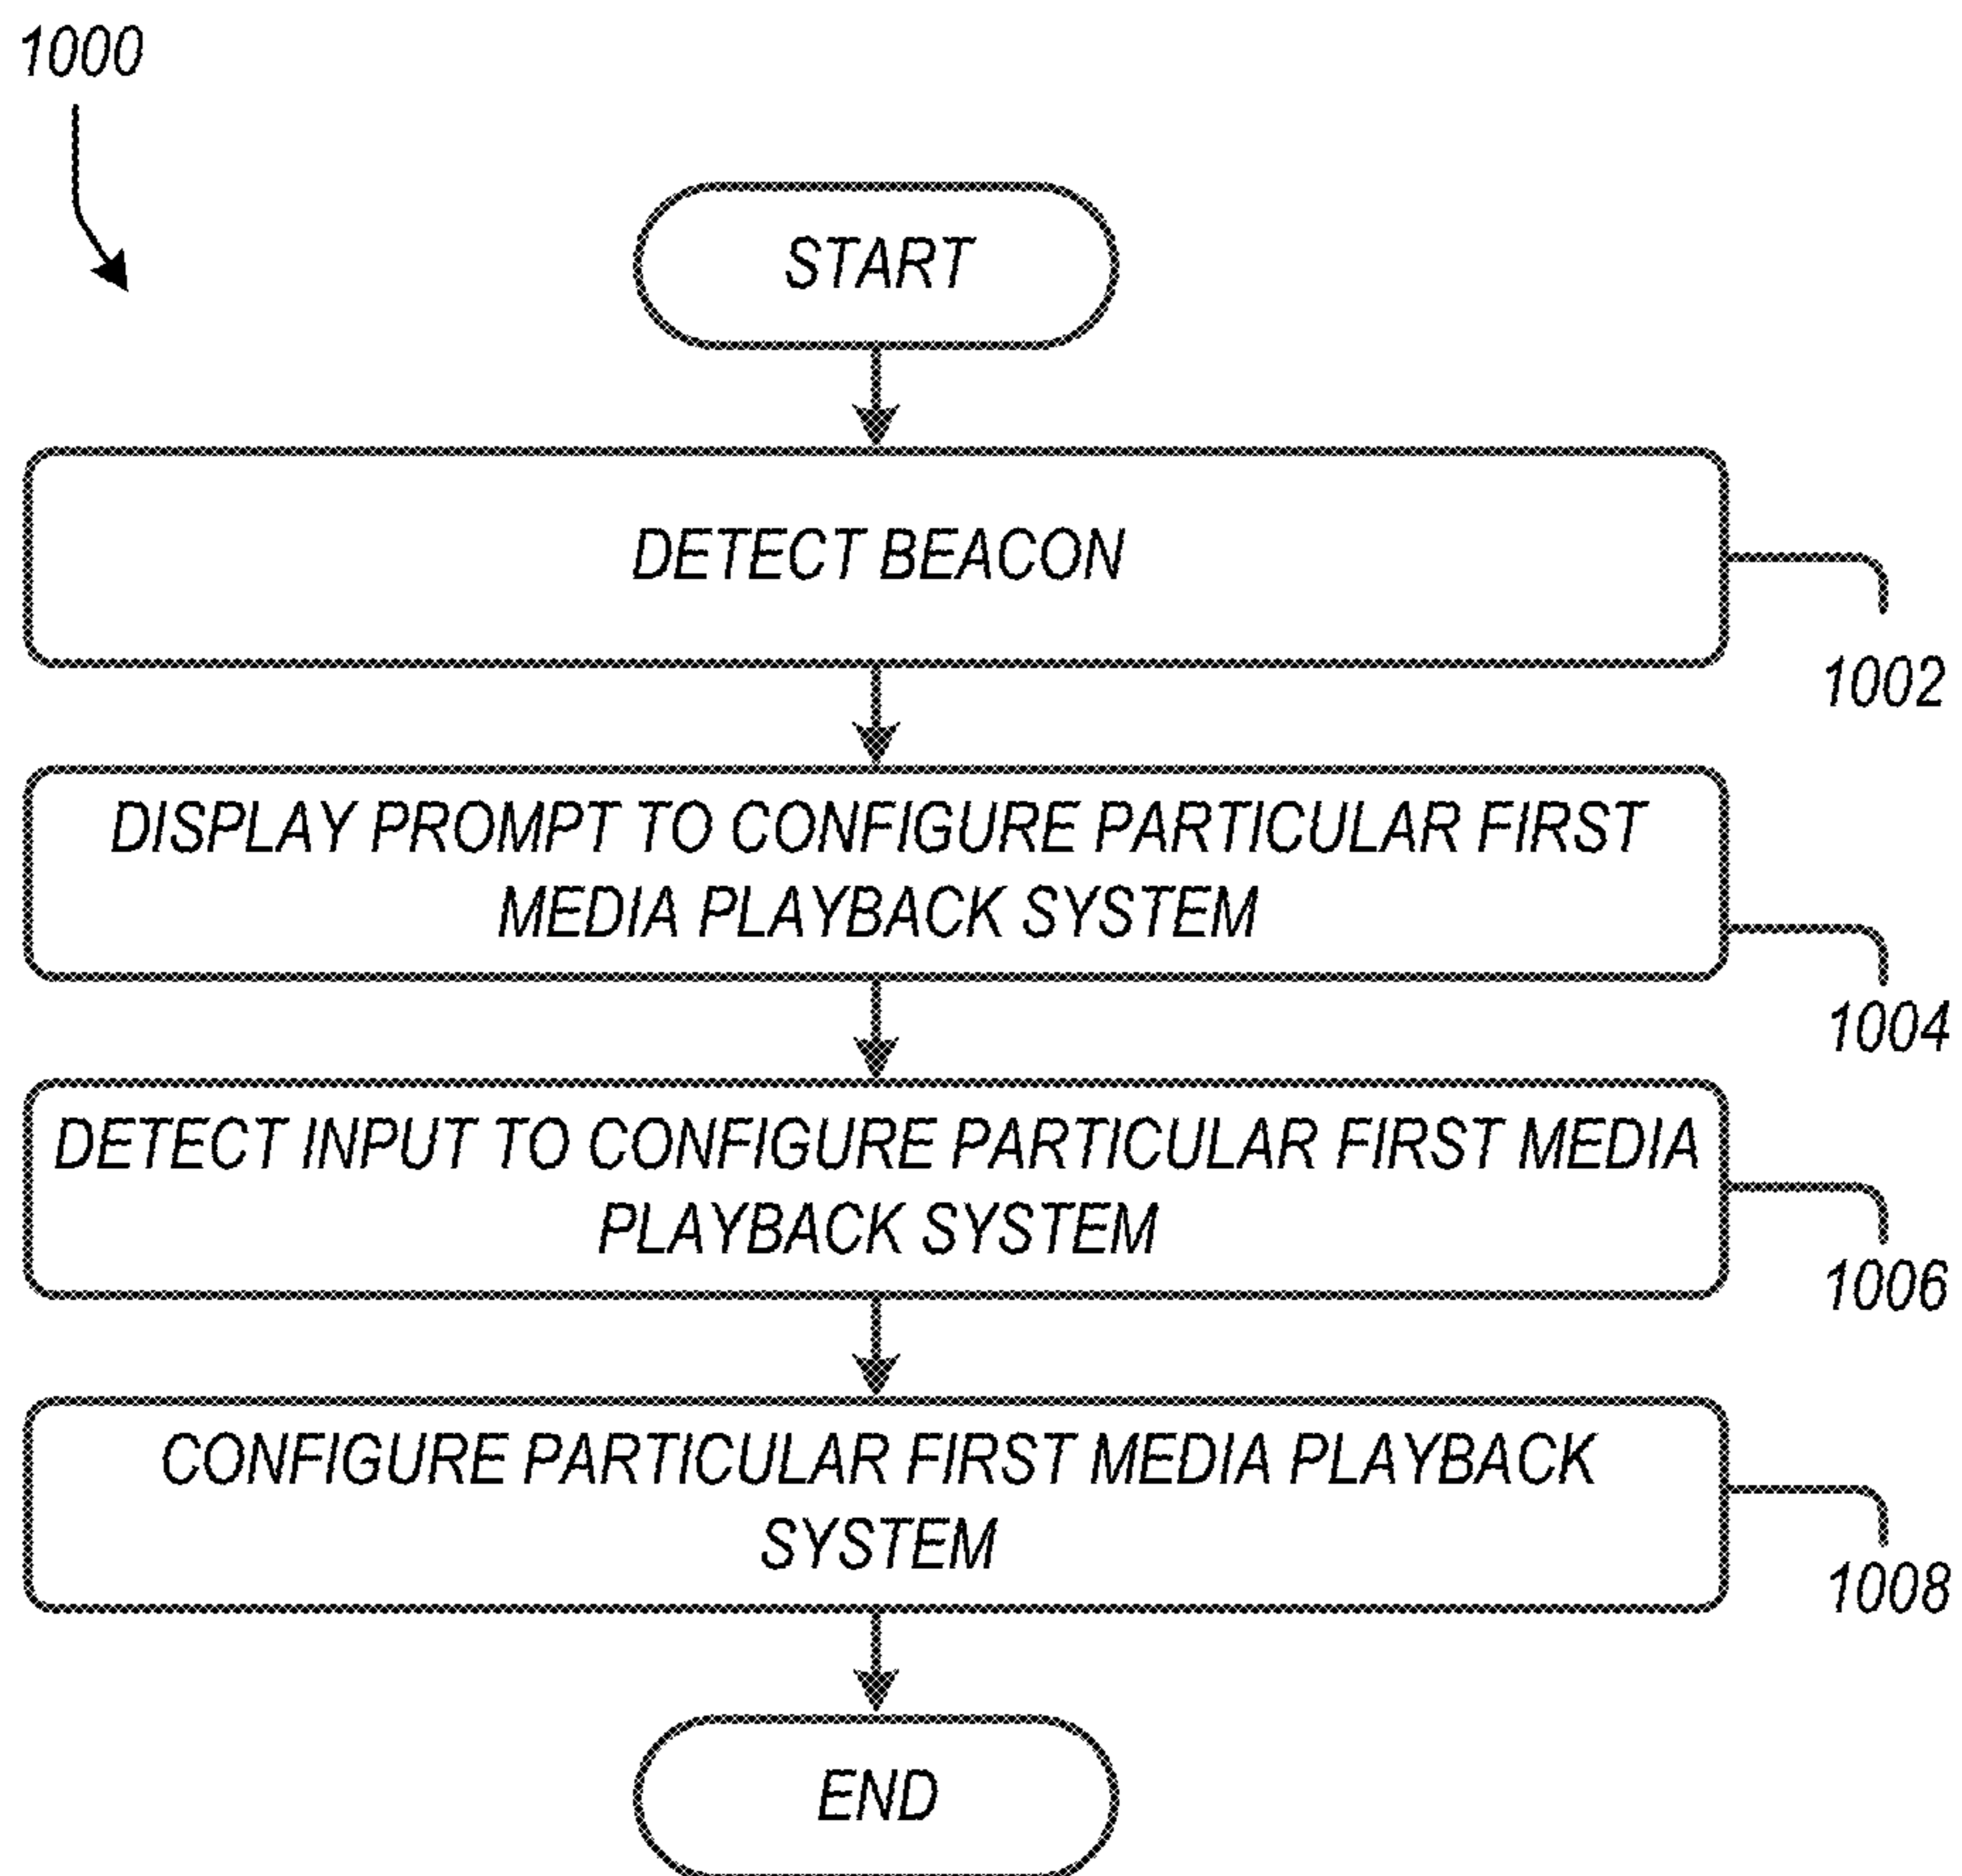 1000
START
DETECT BEACON
1002
DISPLAY PROMPT TO CONFIGURE PARTICULAR FIRST
MEDIA PLAYBACK SYSTEM
1004
DETECT INPUT TO CONFIGURE PARTICULAR FIRST MEDIA
PLAYBACK SYSTEM
1006
CONFIGURE PARTICULAR FIRST MEDIA PLAYBACK
SYSTEM
1008
END